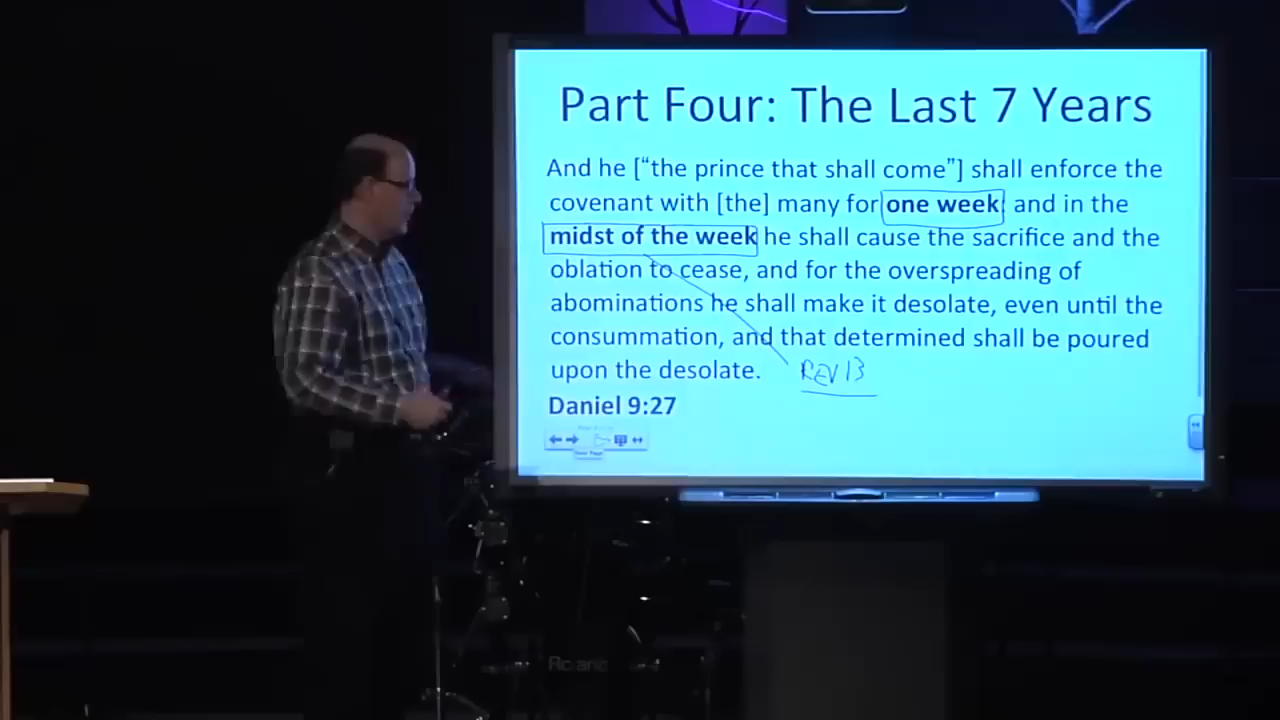 Part Four: The Last 7 Years
And he [“the prince that shall come”] shall enforce the
covenant with [the] many for one week; and in the
midst of the week he shall cause the sacrifice and the
oblation to cease, and for the overspreading of
abominations he shall make it desolate, even until the
consummation, and that determined shall be poured
upon the desolate.
REV 13
Daniel 9:27
Roland